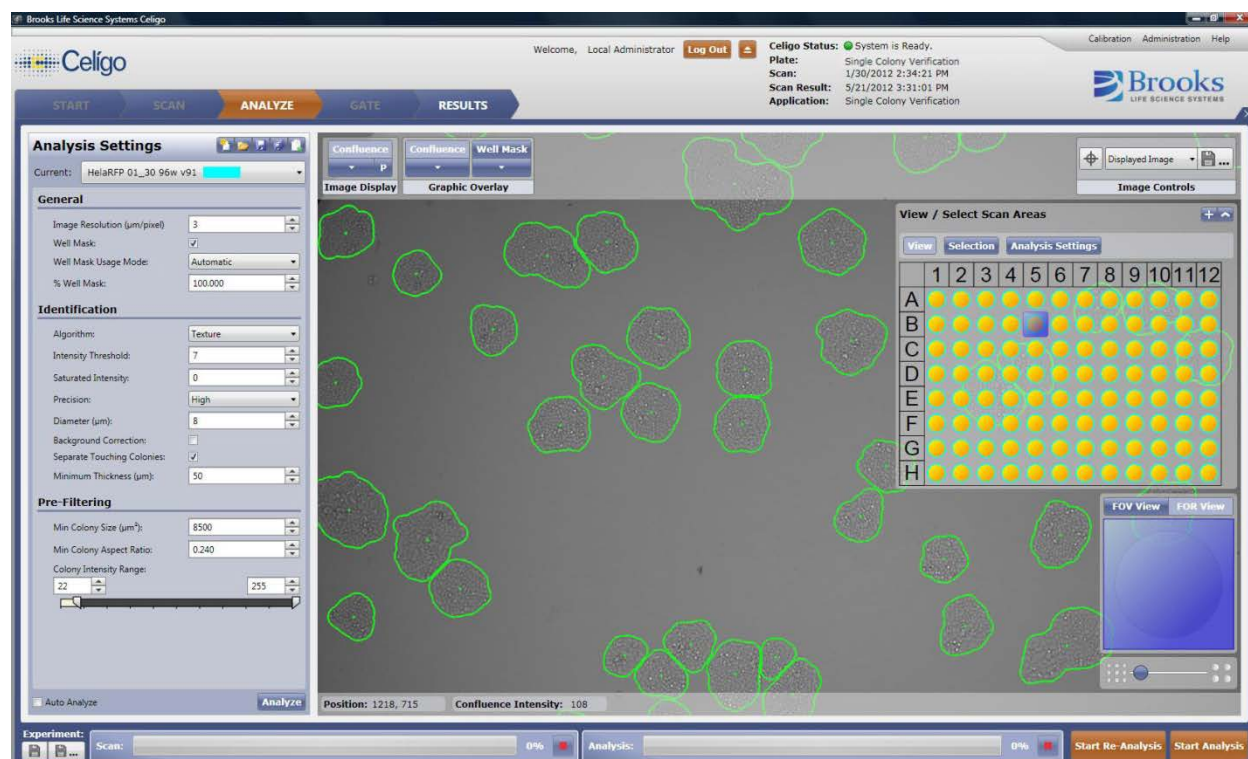 Brooks Life Science Systems Celigo
Celígo
Welcome, Local Administrator Log Out
Celigo Status: System is Ready.
Plate: Single Colony Verification
Scan: 1/30/2012 2:34:21 PM
Scan Result: 5/21/2012 3:31:01 PM
Application: Single Colony Verification
Calibration Administration Help
Brooks
LIFE SCIENCE SYSTEMS
START SCAN ANALYZE GATE RESULTS
Analysis Settings
Current: HelaRFP 01_30 96w v91
General
Image Resolution (µm/pixel) 3
Well Mask:
Well Mask Usage Mode: Automatic
% Well Mask: 100.000
Identification
Algorithm: Texture
Intensity Threshold: 7
Saturated Intensity: 0
Precision: High
Diameter (µm): 8
Background Correction:
Separate Touching Colonies:
Minimum Thickness (µm): 50
Pre-Filtering
Min Colony Size (µm²): 8500
Min Colony Aspect Ratio: 0.240
Colony Intensity Range:
22 255
Auto Analyze Analyze
Confluence Confluence Well Mask
P
Image Display Graphic Overlay
Displayed Image ...
Image Controls
View / Select Scan Areas
View Selection Analysis Settings
1 2 3 4 5 6 7 8 9 10 11 12
A
B
C
D
E
F
G
H
FOV View FOR View
Position: 1218, 715 Confluence Intensity: 108
Experiment:
... Scan: 0% Analysis: 0% Start Re-Analysis Start Analysis